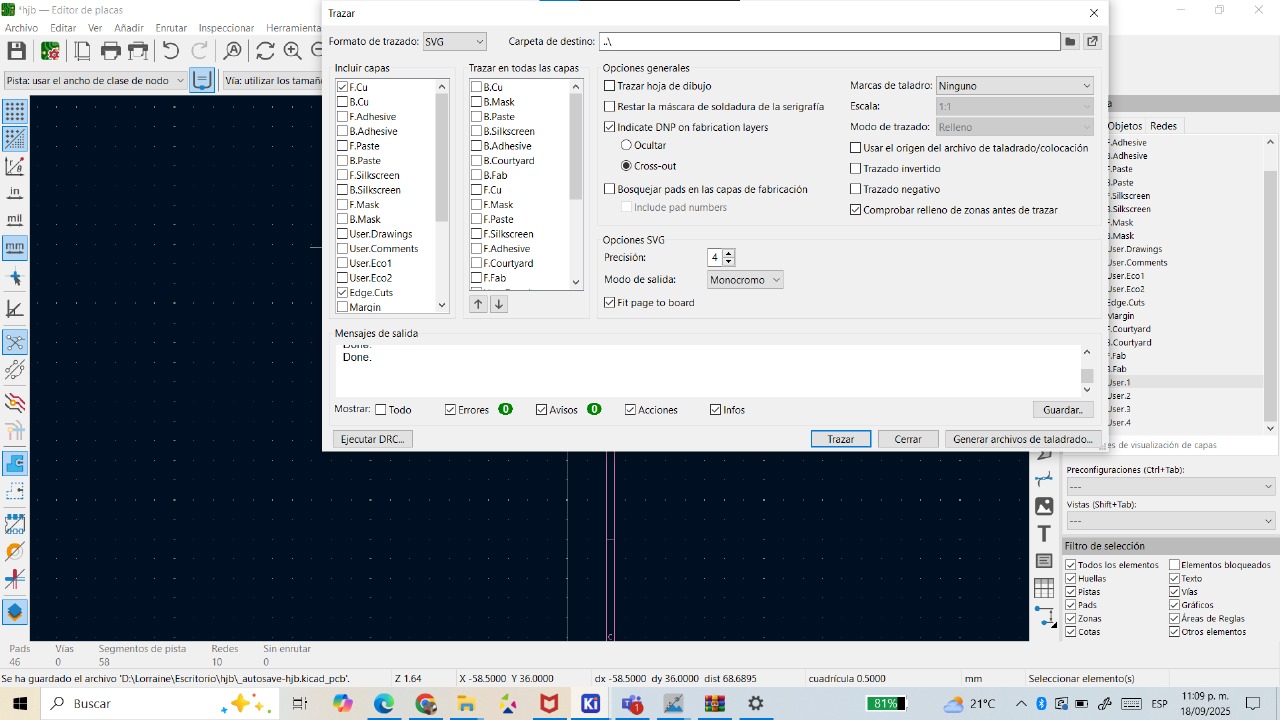 *hjb — Editor de placas
Archivo Editar Ver Añadir Enrutar Inspeccionar Herramienta
Pista: usar el ancho de clase de nodo
Vía: utilizar los tamañ
in
mil
mm
Trazar
Formato de trazado: SVG
Carpeta de destino: ..\
Incluir capas
F.Cu
B.Cu
F.Adhesive
B.Adhesive
F.Paste
B.Paste
F.Silkscreen
B.Silkscreen
F.Mask
B.Mask
User.Drawings
User.Comments
User.Eco1
User.Eco2
Edge.Cuts
Margin
Trazar en todas las capas
B.Cu
B.Mask
B.Paste
B.Silkscreen
B.Adhesive
B.Courtyard
B.Fab
F.Cu
F.Mask
F.Paste
F.Silkscreen
F.Adhesive
F.Courtyard
F.Fab
Opciones generales
Trazar hoja de dibujo
Restar la máscara de soldadura de la serigrafía
Indicate DNP on fabrication layers
Ocultar
Cross-out
Bosquejar pads en las capas de fabricación
Include pad numbers
Marcas de taladro: Ninguno
Escala: 1:1
Modo de trazado: Relleno
Usar el origen del archivo de taladrado/colocación
Trazado invertido
Trazado negativo
Comprobar relleno de zonas antes de trazar
Opciones SVG
Precisión: 4
Modo de salida: Monocromo
Fit page to board
Mensajes de salida
Done.
Done.
Mostrar: Todo Errores 0 Avisos 0 Acciones Infos Guardar..
Ejecutar DRC... Trazar Cerrar Generar archivos de taladrado...
a
Objetos Redes
F.Adhesive
B.Adhesive
F.Paste
B.Paste
F.Silkscreen
B.Silkscreen
F.Mask
B.Mask
User.Drawings
User.Comments
User.Eco1
User.Eco2
Edge.Cuts
Margin
F.Courtyard
B.Courtyard
F.Fab
B.Fab
User.1
User.2
User.3
User.4
es de visualización de capas
Preconfiguraciones (Ctrl+Tab):
---
Vistas (Shift+Tab):
---
Filtro de selección
Todos los elementos Elementos bloqueados
Huellas Texto
Pistas Vías
Pads Gráficos
Zonas Áreas de Reglas
Cotas Otros elementos
T
C
Pads Vías Segmentos de pista Redes Sin enrutar
46 0 58 10 0
Se ha guardado el archivo 'D:\Lorraine\Escritorio\hjb\_autosave-hjb.kicad_pcb'. Z 1.64 X -58.5000 Y 36.0000 dx -58.5000 dy 36.0000 dist 68.6895 cuadrícula 0.5000 mm Seleccionar elemento(s)
Buscar
Ki
1
81%
21°C
ESP
11:09 p. m.
18/09/2025